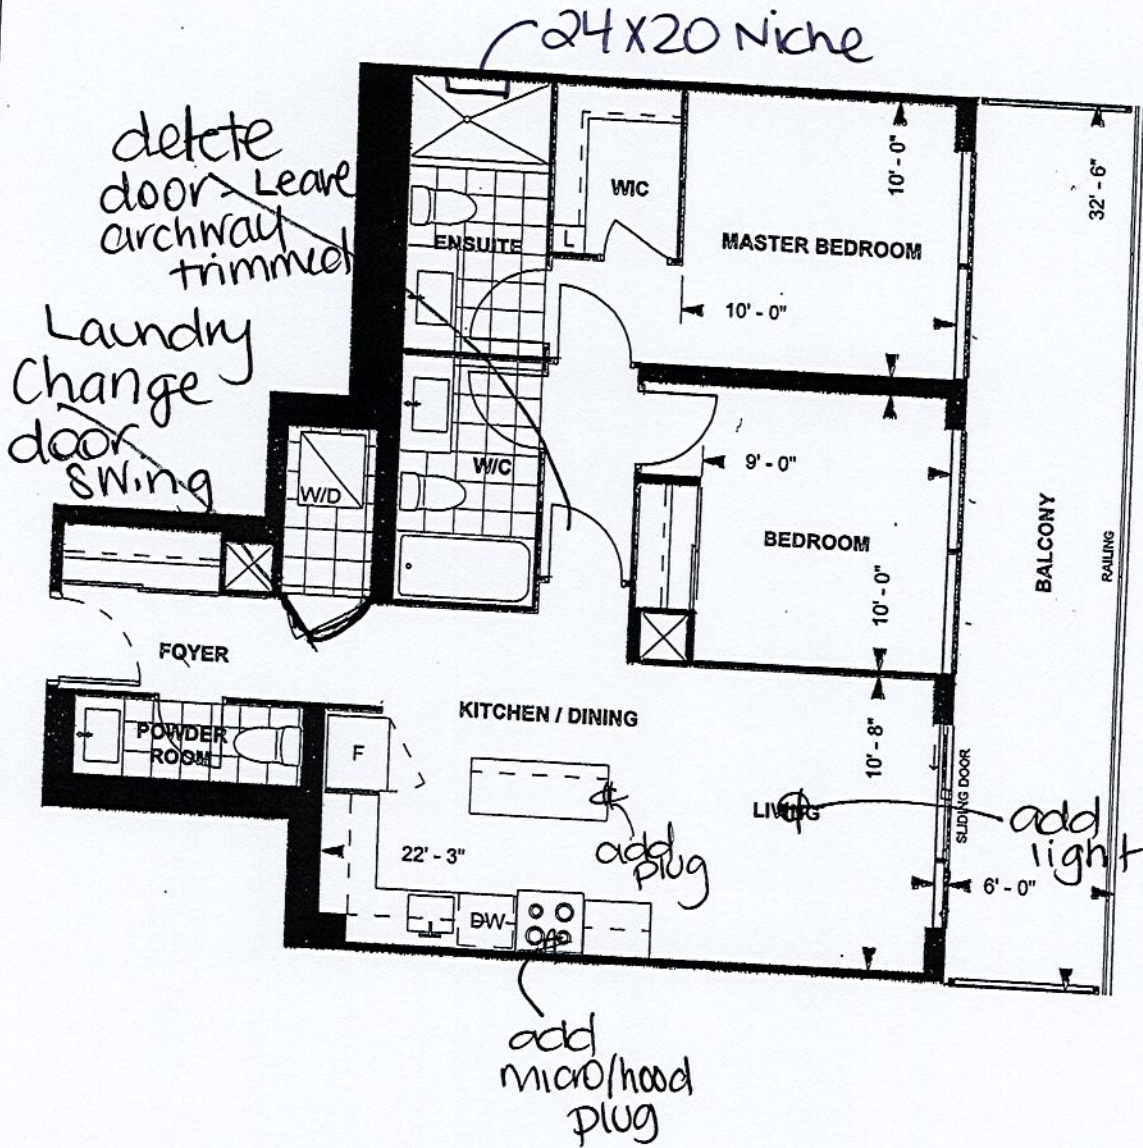 24X20 Niche
delete
door > Leave
archway
trimmed
Laundry
Change
door
swing
10' - 0"
32' - 6"
WIC
L
ENSUITE
MASTER BEDROOM
10' - 0"
W/C
W/D
9' - 0"
BEDROOM
10' - 0"
BALCONY
RAILING
FOYER
POWDER
ROOM
F
KITCHEN / DINING
10' - 8"
SLIDING DOOR
LIVING
add
light
add
plug
22' - 3"
6' - 0"
DW
add
micro/hood
plug